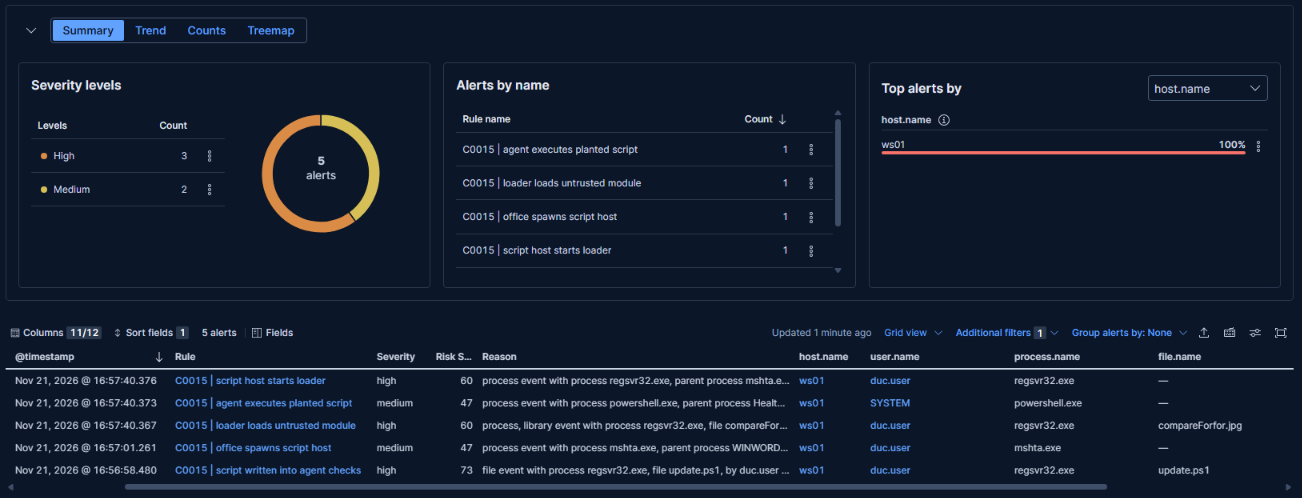 Summary Trend Counts Treemap
Severity levels
Levels Count
High 3
Medium 2
5
alerts
Alerts by name
Rule name Count
C0015 | agent executes planted script 1
C0015 | loader loads untrusted module 1
C0015 | office spawns script host 1
C0015 | script host starts loader 1
Top alerts by host.name
host.name
ws01 100%
Columns 11/12 Sort fields 1 5 alerts Fields Updated 1 minute ago Grid view Additional filters 1 Group alerts by: None
@timestamp Rule Severity Risk S... Reason host.name user.name process.name file.name
Nov 21, 2026 @ 16:57:40.376 C0015 | script host starts loader high 60 process event with process regsvr32.exe, parent process mshta.e... ws01 duc.user regsvr32.exe —
Nov 21, 2026 @ 16:57:40.373 C0015 | agent executes planted script medium 47 process event with process powershell.exe, parent process Healt... ws01 SYSTEM powershell.exe —
Nov 21, 2026 @ 16:57:40.367 C0015 | loader loads untrusted module high 60 process, library event with process regsvr32.exe, file compareFor... ws01 duc.user regsvr32.exe compareForfor.jpg
Nov 21, 2026 @ 16:57:01.261 C0015 | office spawns script host medium 47 process event with process mshta.exe, parent process WINWORD... ws01 duc.user mshta.exe —
Nov 21, 2026 @ 16:56:58.480 C0015 | script written into agent checks high 73 file event with process regsvr32.exe, file update.ps1, by duc.user ... ws01 duc.user regsvr32.exe update.ps1